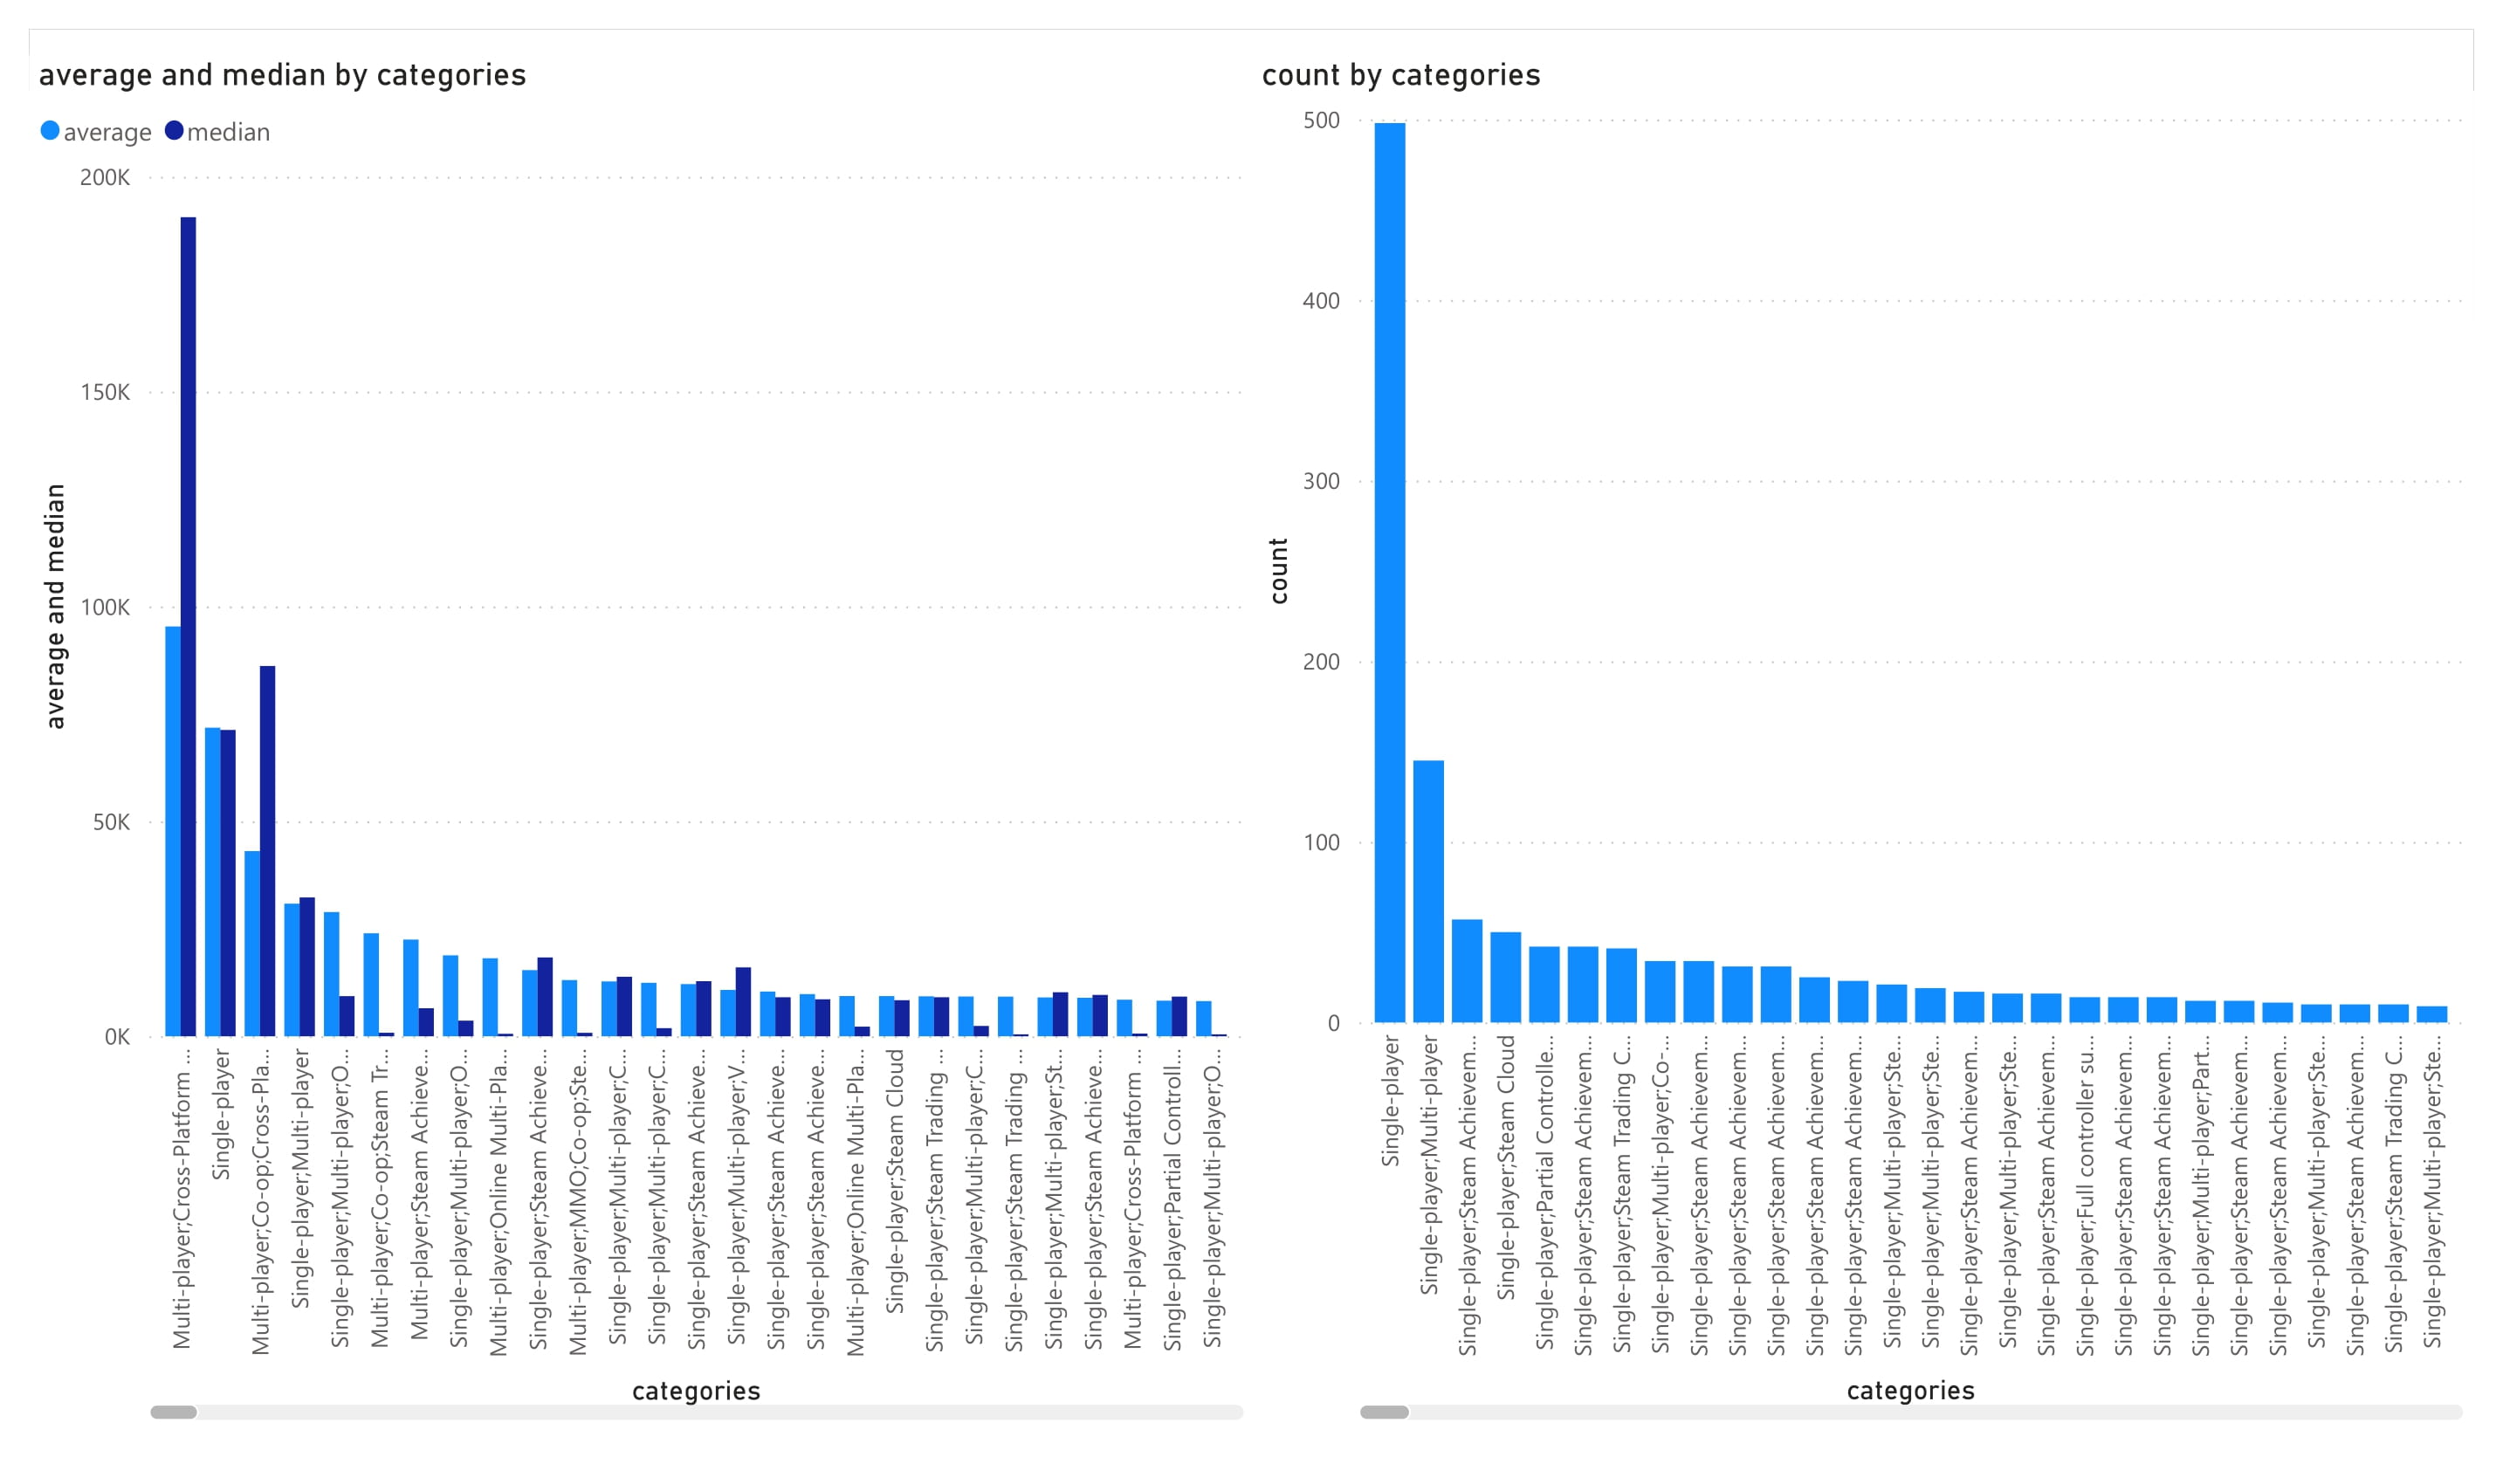 average and median by categories
average median
200K
150K
100K
50K
0K
average and median
Multi-player;Cross-Platform ...
Single-player
Multi-player;Co-op;Cross-Pla...
Single-player;Multi-player
Single-player;Multi-player;O...
Multi-player;Co-op;Steam Tr...
Multi-player;Steam Achieve...
Single-player;Multi-player;O...
Multi-player;Online Multi-Pla...
Single-player;Steam Achieve...
Multi-player;MMO;Co-op;Ste...
Single-player;Multi-player;C...
Single-player;Multi-player;C...
Single-player;Steam Achieve...
Single-player;Multi-player;V...
Single-player;Steam Achieve...
Single-player;Steam Achieve...
Multi-player;Online Multi-Pla...
Single-player;Steam Cloud
Single-player;Steam Trading ...
Single-player;Multi-player;C...
Single-player;Steam Trading ...
Single-player;Multi-player;St...
Single-player;Steam Achieve...
Multi-player;Cross-Platform ...
Single-player;Partial Controll...
Single-player;Multi-player;O...
categories
count by categories
500
400
300
200
100
0
count
Single-player
Single-player;Multi-player
Single-player;Steam Achievem...
Single-player;Steam Cloud
Single-player;Partial Controlle...
Single-player;Steam Achievem...
Single-player;Steam Trading C...
Single-player;Multi-player;Co-...
Single-player;Steam Achievem...
Single-player;Steam Achievem...
Single-player;Steam Achievem...
Single-player;Steam Achievem...
Single-player;Steam Achievem...
Single-player;Multi-player;Ste...
Single-player;Multi-player;Ste...
Single-player;Steam Achievem...
Single-player;Multi-player;Ste...
Single-player;Steam Achievem...
Single-player;Full controller su...
Single-player;Steam Achievem...
Single-player;Steam Achievem...
Single-player;Multi-player;Part...
Single-player;Steam Achievem...
Single-player;Steam Achievem...
Single-player;Multi-player;Ste...
Single-player;Steam Achievem...
Single-player;Steam Trading C...
Single-player;Multi-player;Ste...
categories